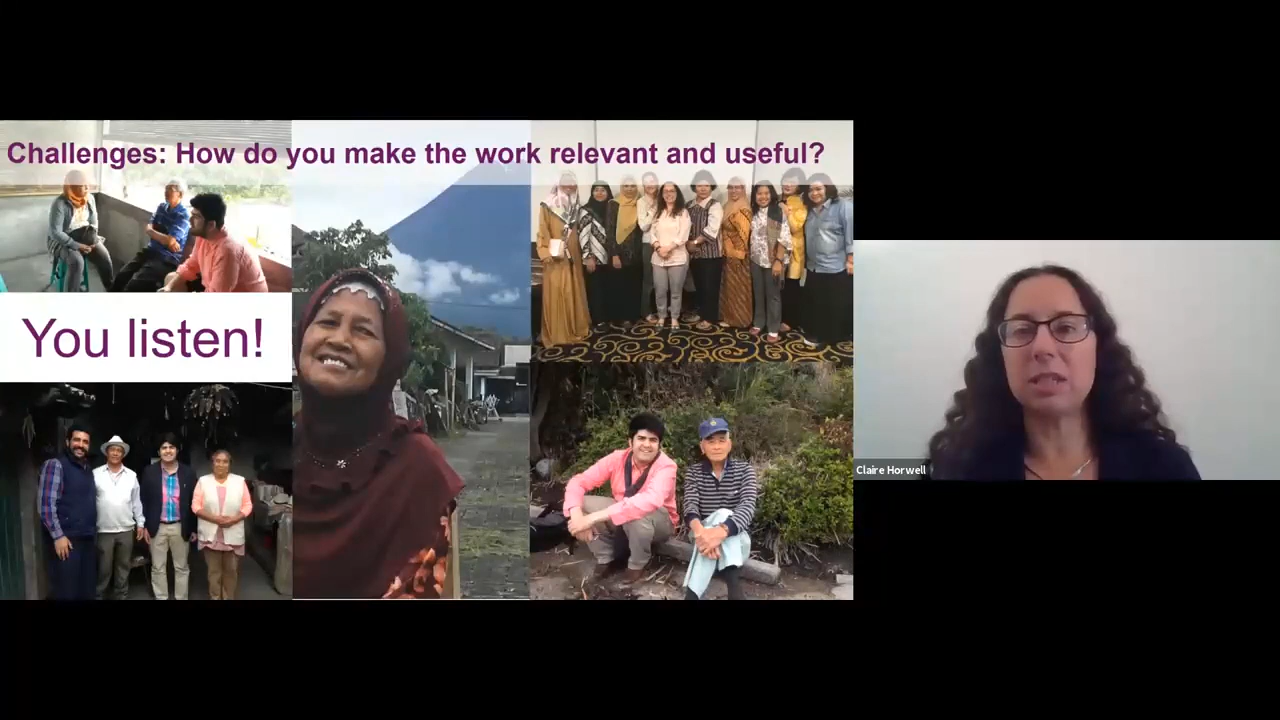 Challenges: How do you make the work relevant and useful?
You listen!
Claire Horwell